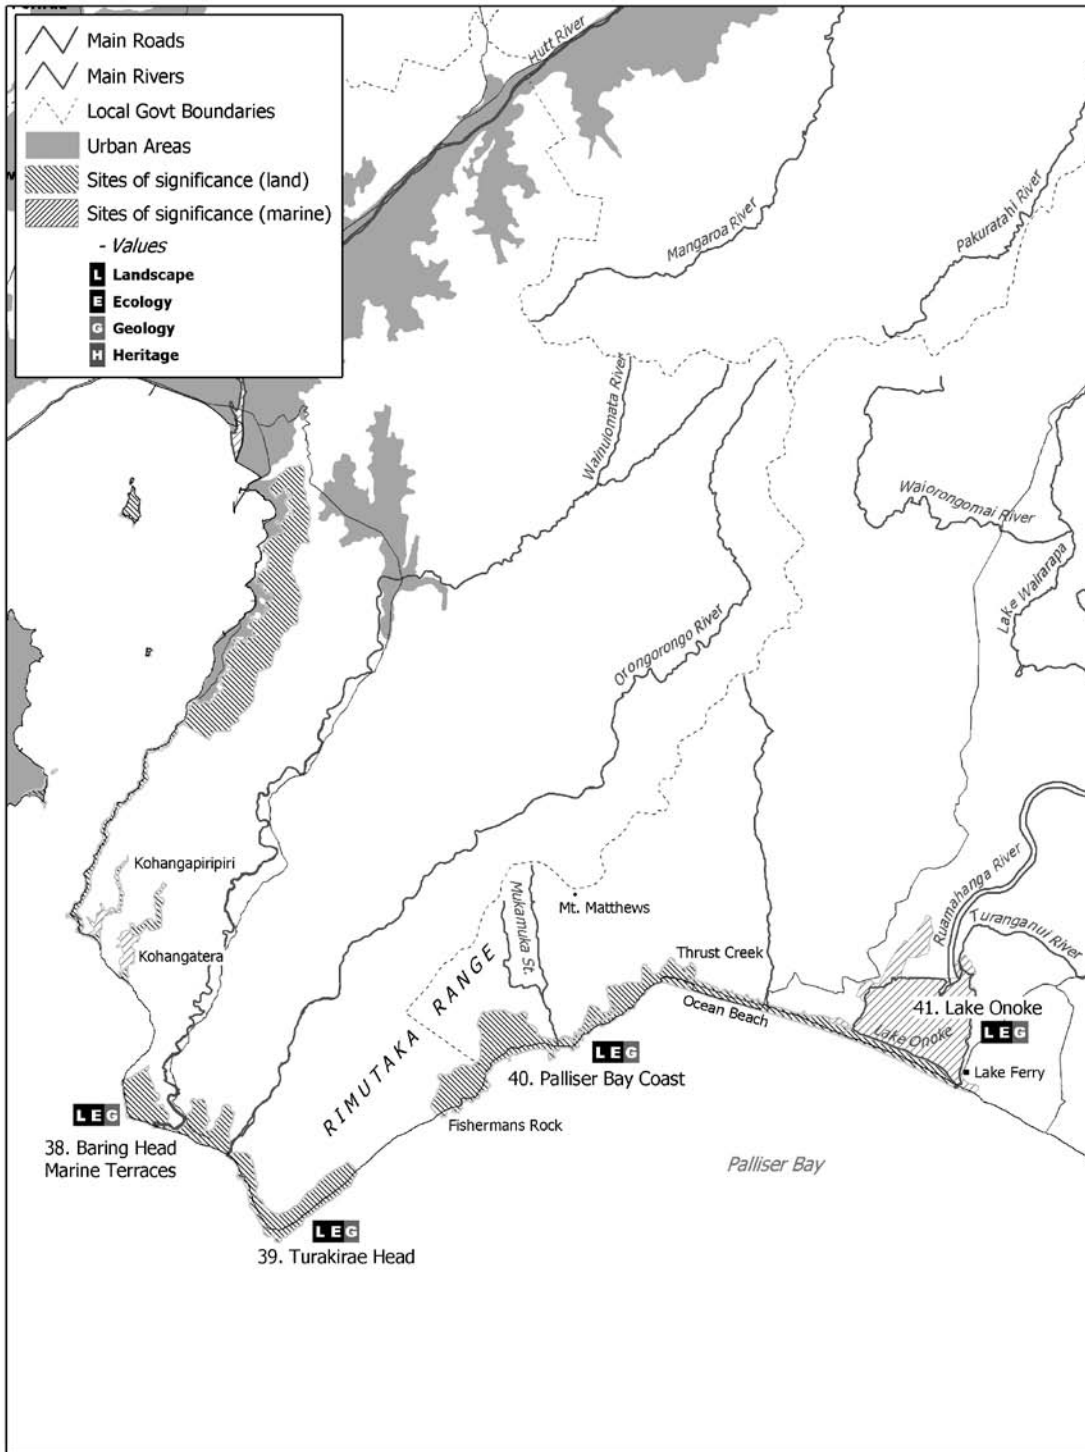 Main Roads
Main Rivers
Local Govt Boundaries
Urban Areas
Sites of significance (land)
Sites of significance (marine)
- Values
L Landscape
E Ecology
G Geology
H Heritage
Hutt River
Mangaroa River
Pakuratahi River
Wainuiomata River
Waiorongomai River
Lake Wairarapa
Orongorongo River
Kohangapiripiri
Kohangatera
Mukamuka St.
Mt. Matthews
Ruamahanga River
Turanganui River
Thrust Creek
Ocean Beach
RIMUTAKA RANGE
41. Lake Onoke
LEG
Lake Onoke
Lake Ferry
LEG
40. Palliser Bay Coast
Fishermans Rock
LEG
38. Baring Head
Marine Terraces
Palliser Bay
LEG
39. Turakirae Head